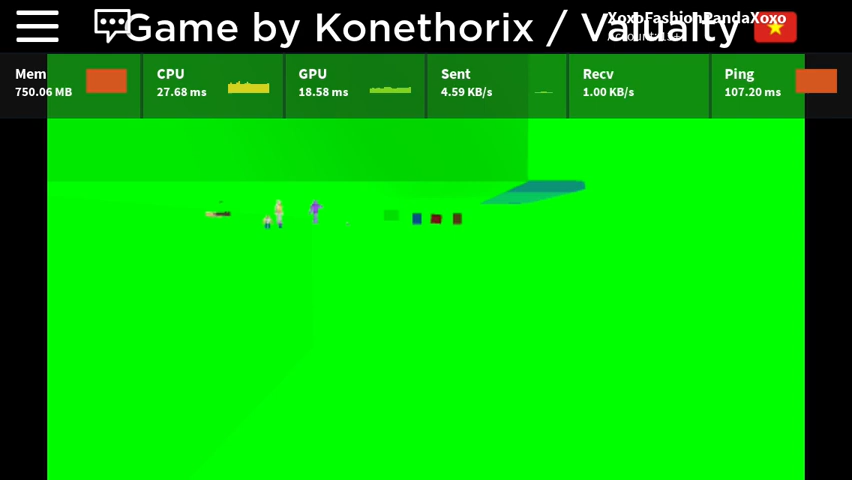 Game by Konethorix / Valualty
XoxoFashionPandaXoxo
Mem
750.06 MB
CPU
27.68 ms
GPU
18.58 ms
Sent
4.59 KB/s
Recv
1.00 KB/s
Ping
107.20 ms